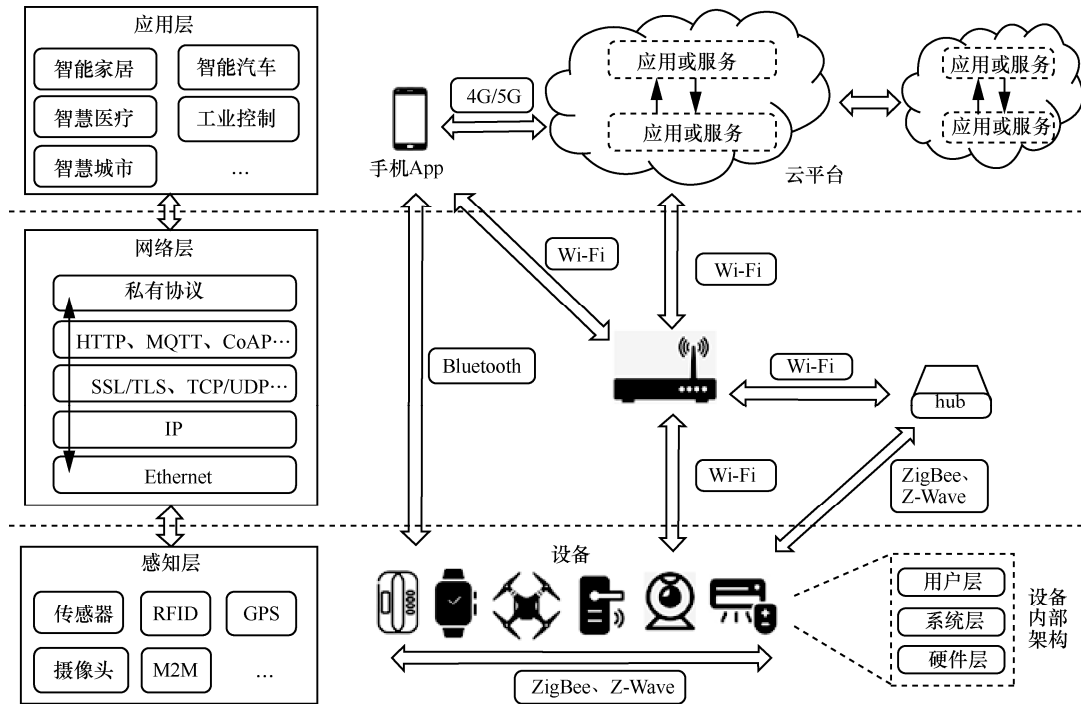 应用层
智能家居
智能汽车
智慧医疗
工业控制
智慧城市
…
手机App
4G/5G
应用或服务
应用或服务
云平台
应用或服务
应用或服务
网络层
私有协议
HTTP、MQTT、CoAP…
SSL/TLS、TCP/UDP…
IP
Ethernet
Wi-Fi
Wi-Fi
Bluetooth
Wi-Fi
hub
Wi-Fi
ZigBee、
Z-Wave
感知层
传感器
RFID
GPS
摄像头
M2M
…
设备
ZigBee、Z-Wave
用户层
系统层
硬件层
设备
内部
架构